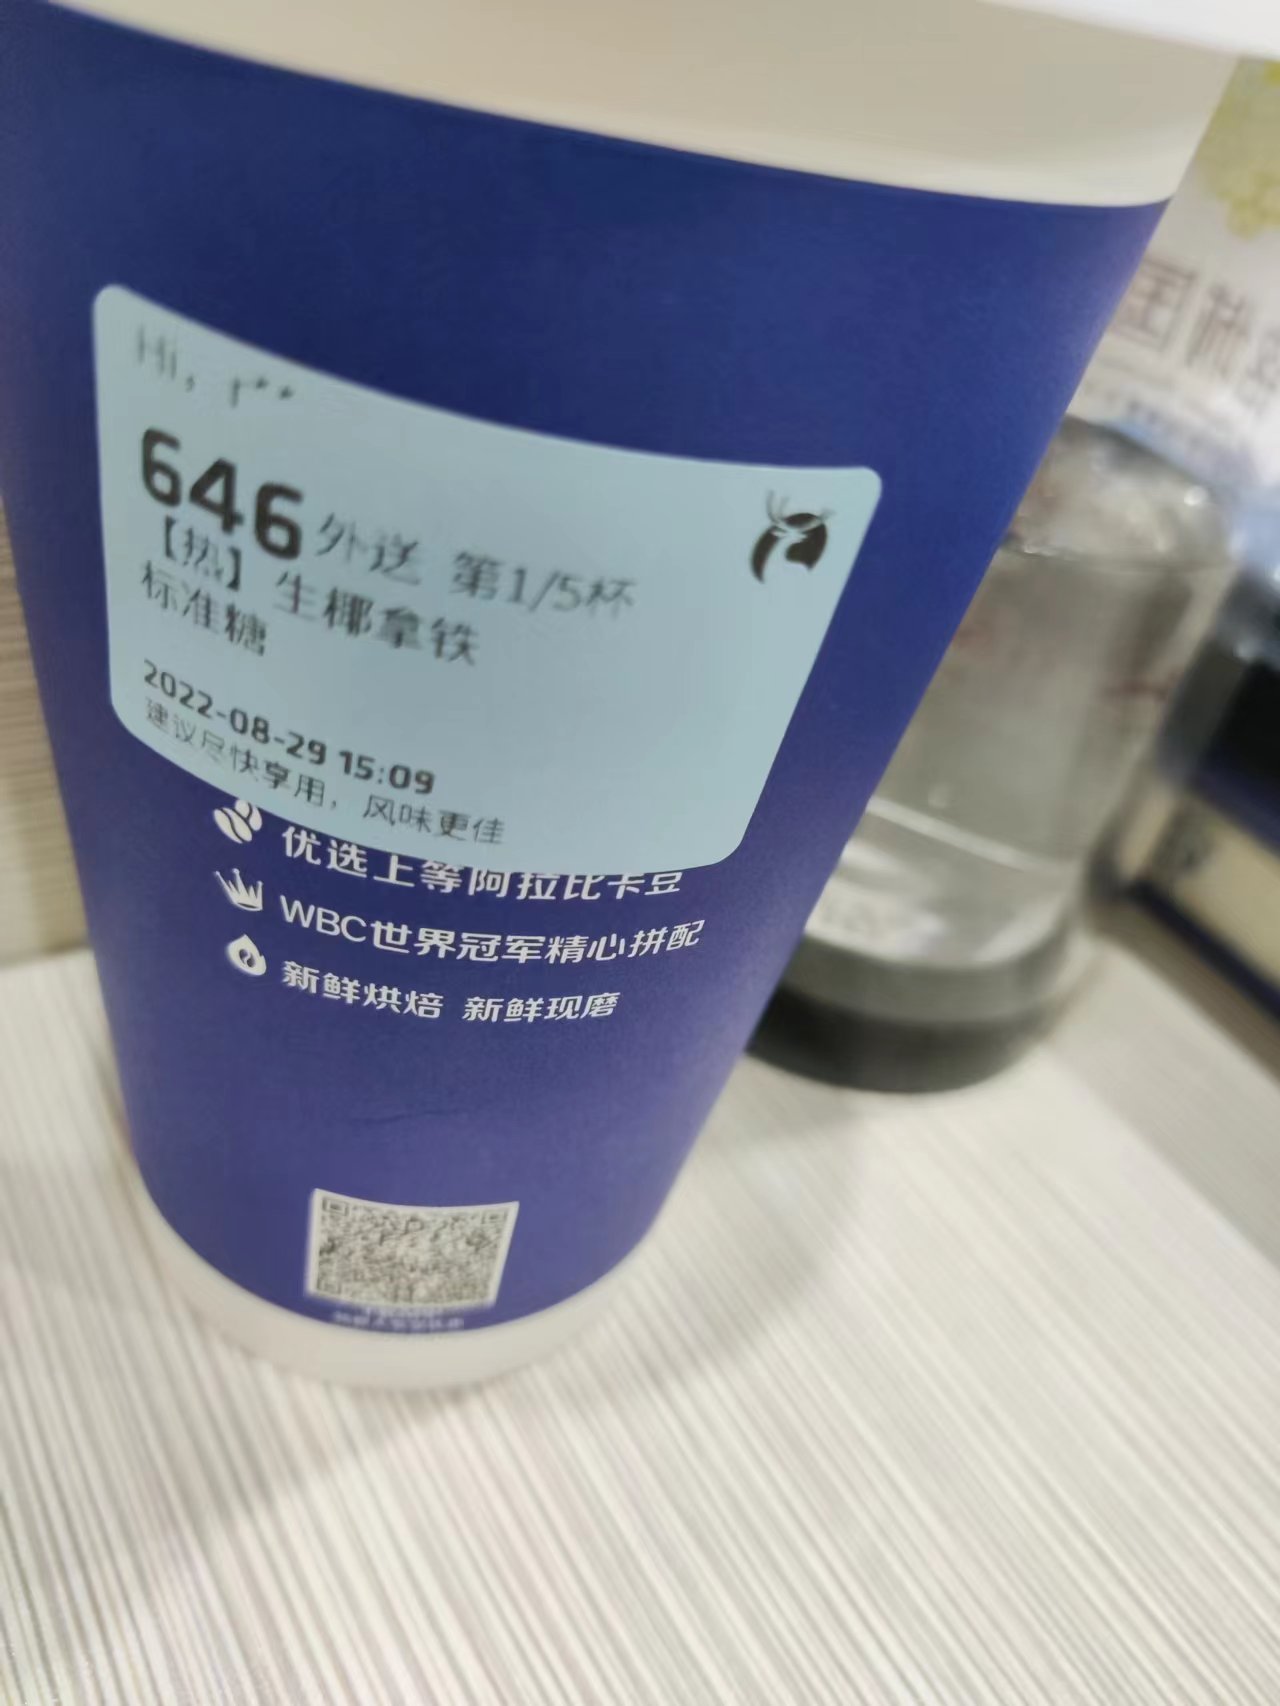 Hi,
646 外送 第1/5杯
【热】生椰拿铁
标准糖
2022-08-29 15:09
建议尽快享用，风味更佳
优选上等阿拉比卡豆
WBC世界冠军精心拼配
新鲜烘焙 新鲜现磨